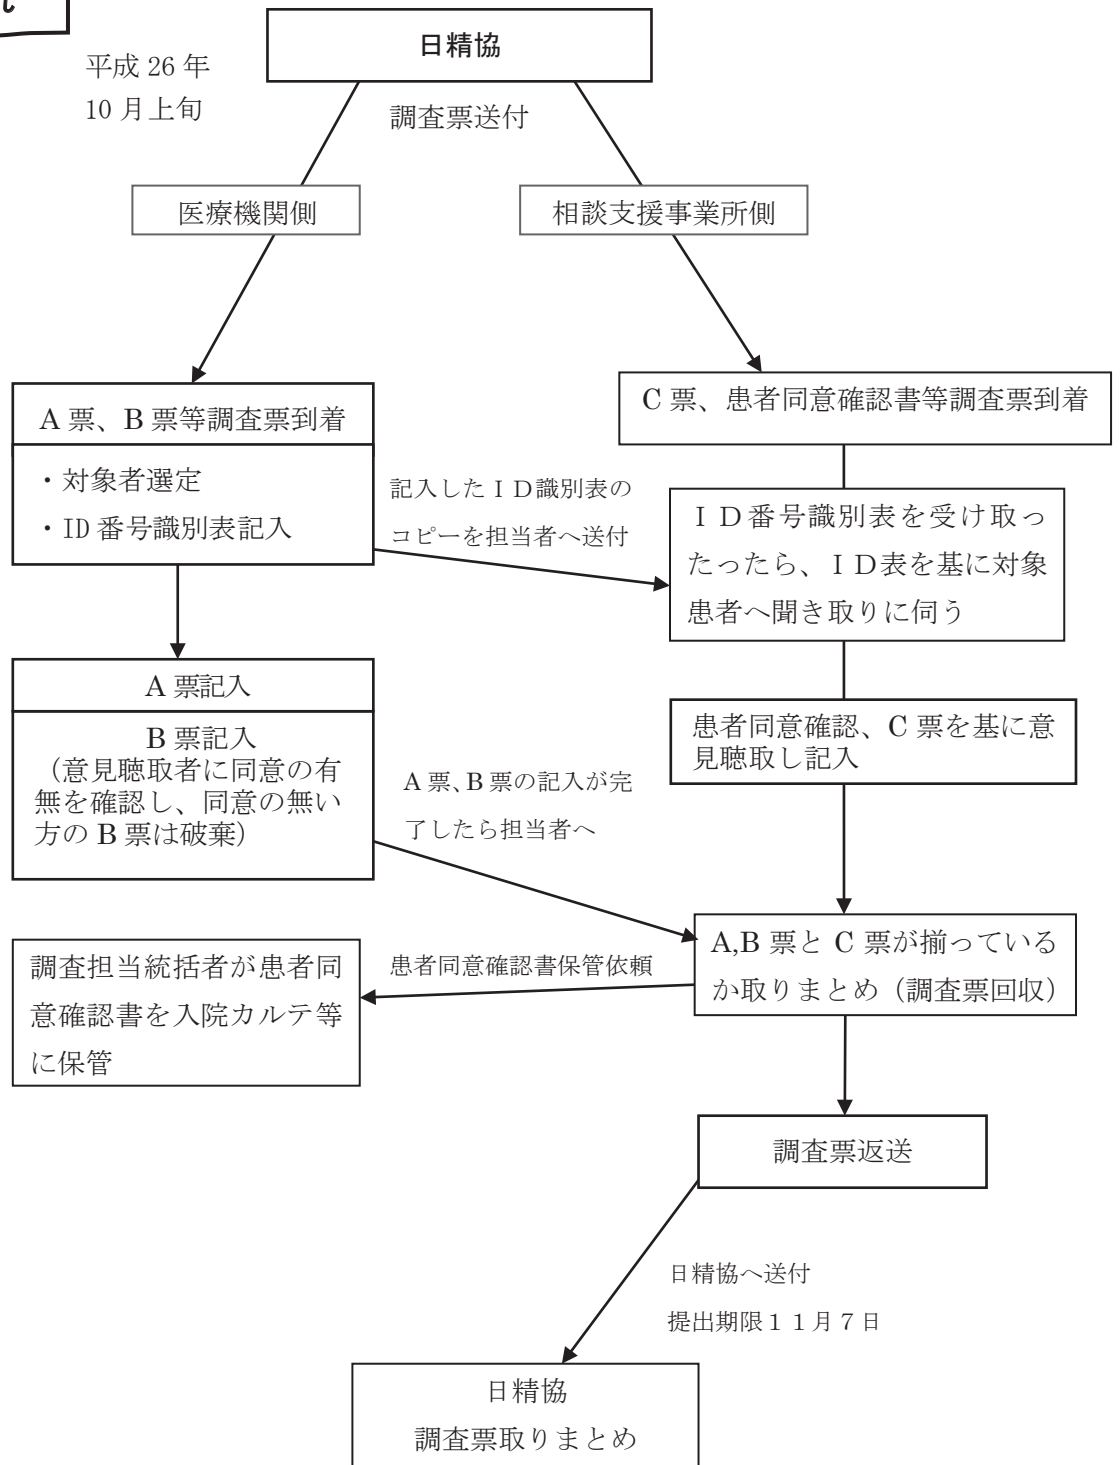 日精協
平成 26 年
10 月上旬
調査票送付
医療機関側
相談支援事業所側
A 票、B 票等調査票到着
・対象者選定
・ID 番号識別表記入
C 票、患者同意確認書等調査票到着
記入したＩＤ識別表の
コピーを担当者へ送付
ＩＤ番号識別表を受け取っ
たったら、ＩＤ表を基に対象
患者へ聞き取りに伺う
A 票記入
B 票記入
（意見聴取者に同意の有
無を確認し、同意の無い
方の B 票は破棄）
患者同意確認、C 票を基に意
見聴取し記入
A 票、B 票の記入が完
了したら担当者へ
A,B 票と C 票が揃っている
か取りまとめ（調査票回収）
患者同意確認書保管依頼
調査担当統括者が患者同
意確認書を入院カルテ等
に保管
調査票返送
日精協へ送付
提出期限１１月７日
日精協
調査票取りまとめ